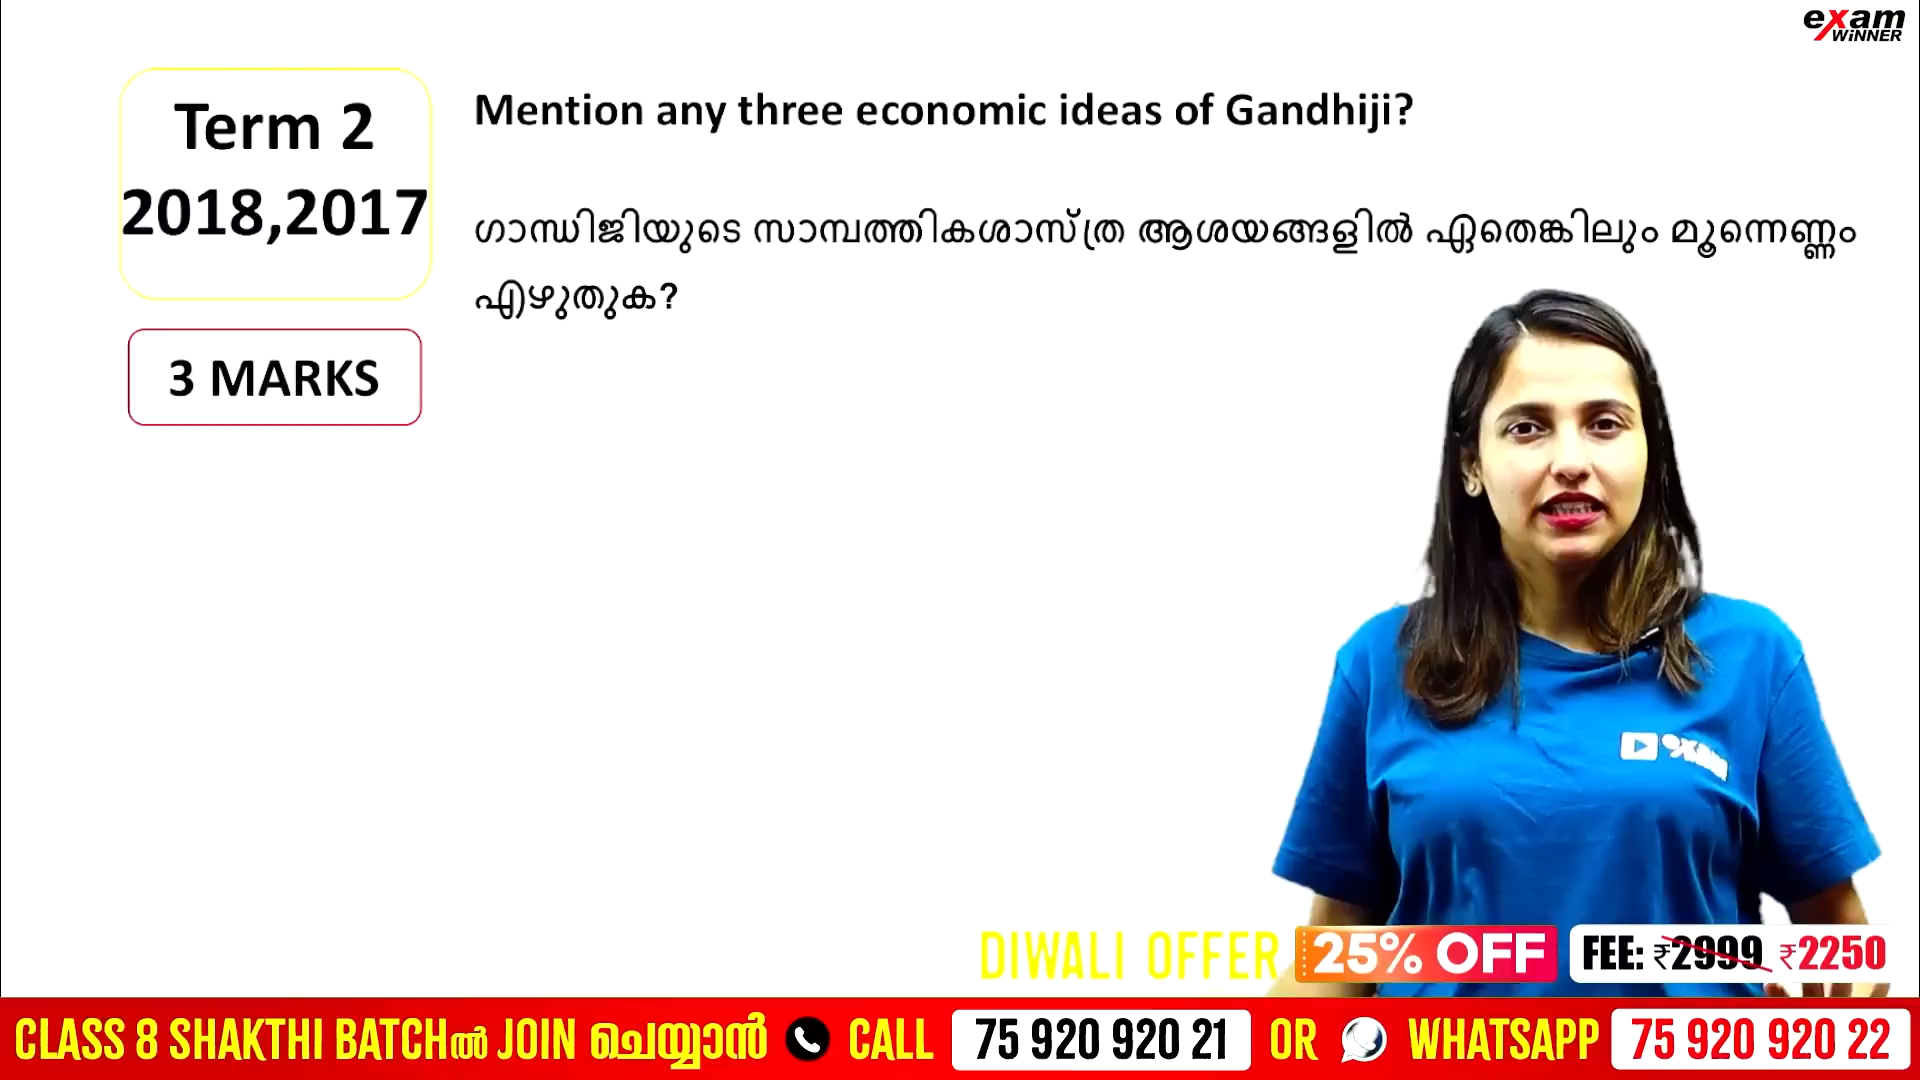 exam
WiNNER
Term 2
2018,2017
3 MARKS
Mention any three economic ideas of Gandhiji?
ഗാന്ധിജിയുടെ സാമ്പത്തികശാസ്ത്ര ആശയങ്ങളിൽ ഏതെങ്കിലും മൂന്നെണ്ണം
എഴുതുക?
exam
DIWALI OFFER 25% OFF FEE: ₹2999 ₹2250
CLASS 8 SHAKTHI BATCHൽ JOIN ചെയ്യാൻ CALL 75 920 920 21 OR WHATSAPP 75 920 920 22